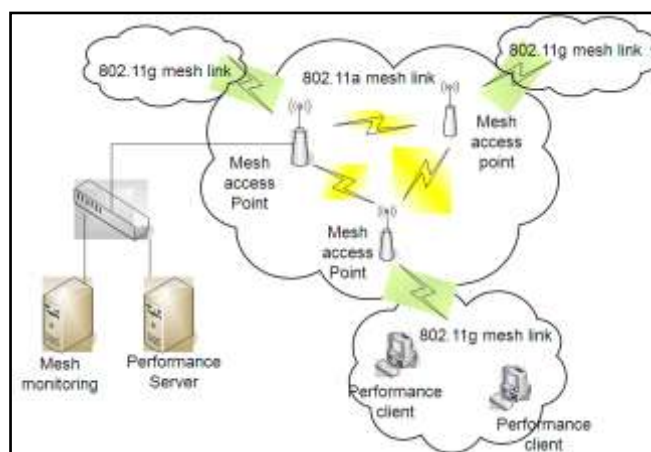 802.11g mesh link
802.11g mesh link
802.11a mesh link
Mesh
access
Point
Mesh
access
point
Mesh
access
Point
Mesh
monitoring
Performance
Server
802.11g mesh link
Performance
client
Performance
client